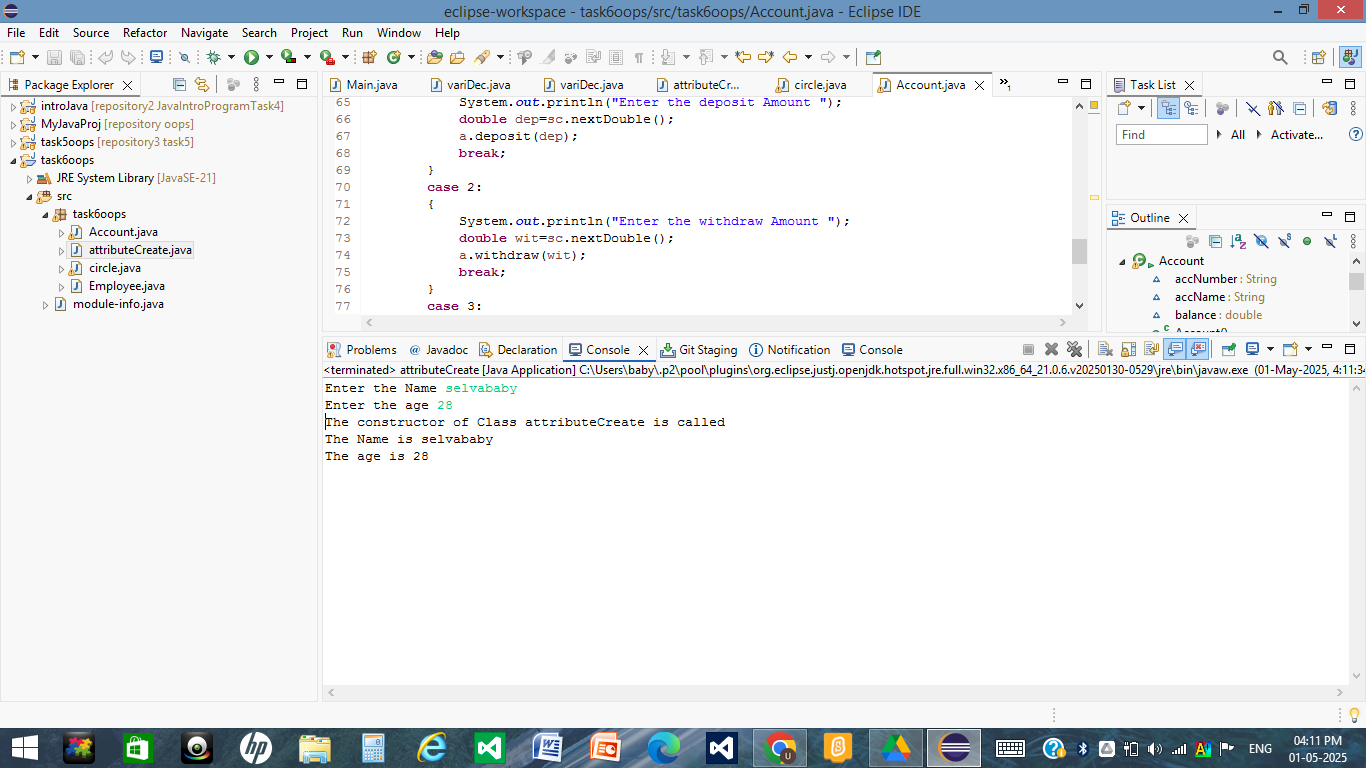 eclipse-workspace - task6oops/src/task6oops/Account.java - Eclipse IDE
File Edit Source Refactor Navigate Search Project Run Window Help
Package Explorer
introJava [repository2 JavaIntroProgramTask4]
MyJavaProj [repository oops]
task5oops [repository3 task5]
task6oops
JRE System Library [JavaSE-21]
src
task6oops
Account.java
attributeCreate.java
circle.java
Employee.java
module-info.java
Main.java variDec.java variDec.java attributeCr... circle.java Account.java »1
65 System.out.println("Enter the deposit Amount ");
66 double dep=sc.nextDouble();
67 a.deposit(dep);
68 break;
69 }
70 case 2:
71 {
72 System.out.println("Enter the withdraw Amount ");
73 double wit=sc.nextDouble();
74 a.withdraw(wit);
75 break;
76 }
77 case 3:
Task List
Find All Activate...
Outline
Account
accNumber : String
accName : String
balance : double
Account()
Problems @ Javadoc Declaration Console Git Staging Notification Console
<terminated> attributeCreate [Java Application] C:\Users\baby\.p2\pool\plugins\org.eclipse.justj.openjdk.hotspot.jre.full.win32.x86_64_21.0.6.v20250130-0529\jre\bin\javaw.exe (01-May-2025, 4:11:34
Enter the Name selvababy
Enter the age 28
The constructor of Class attributeCreate is called
The Name is selvababy
The age is 28
ENG
04:11 PM
01-05-2025